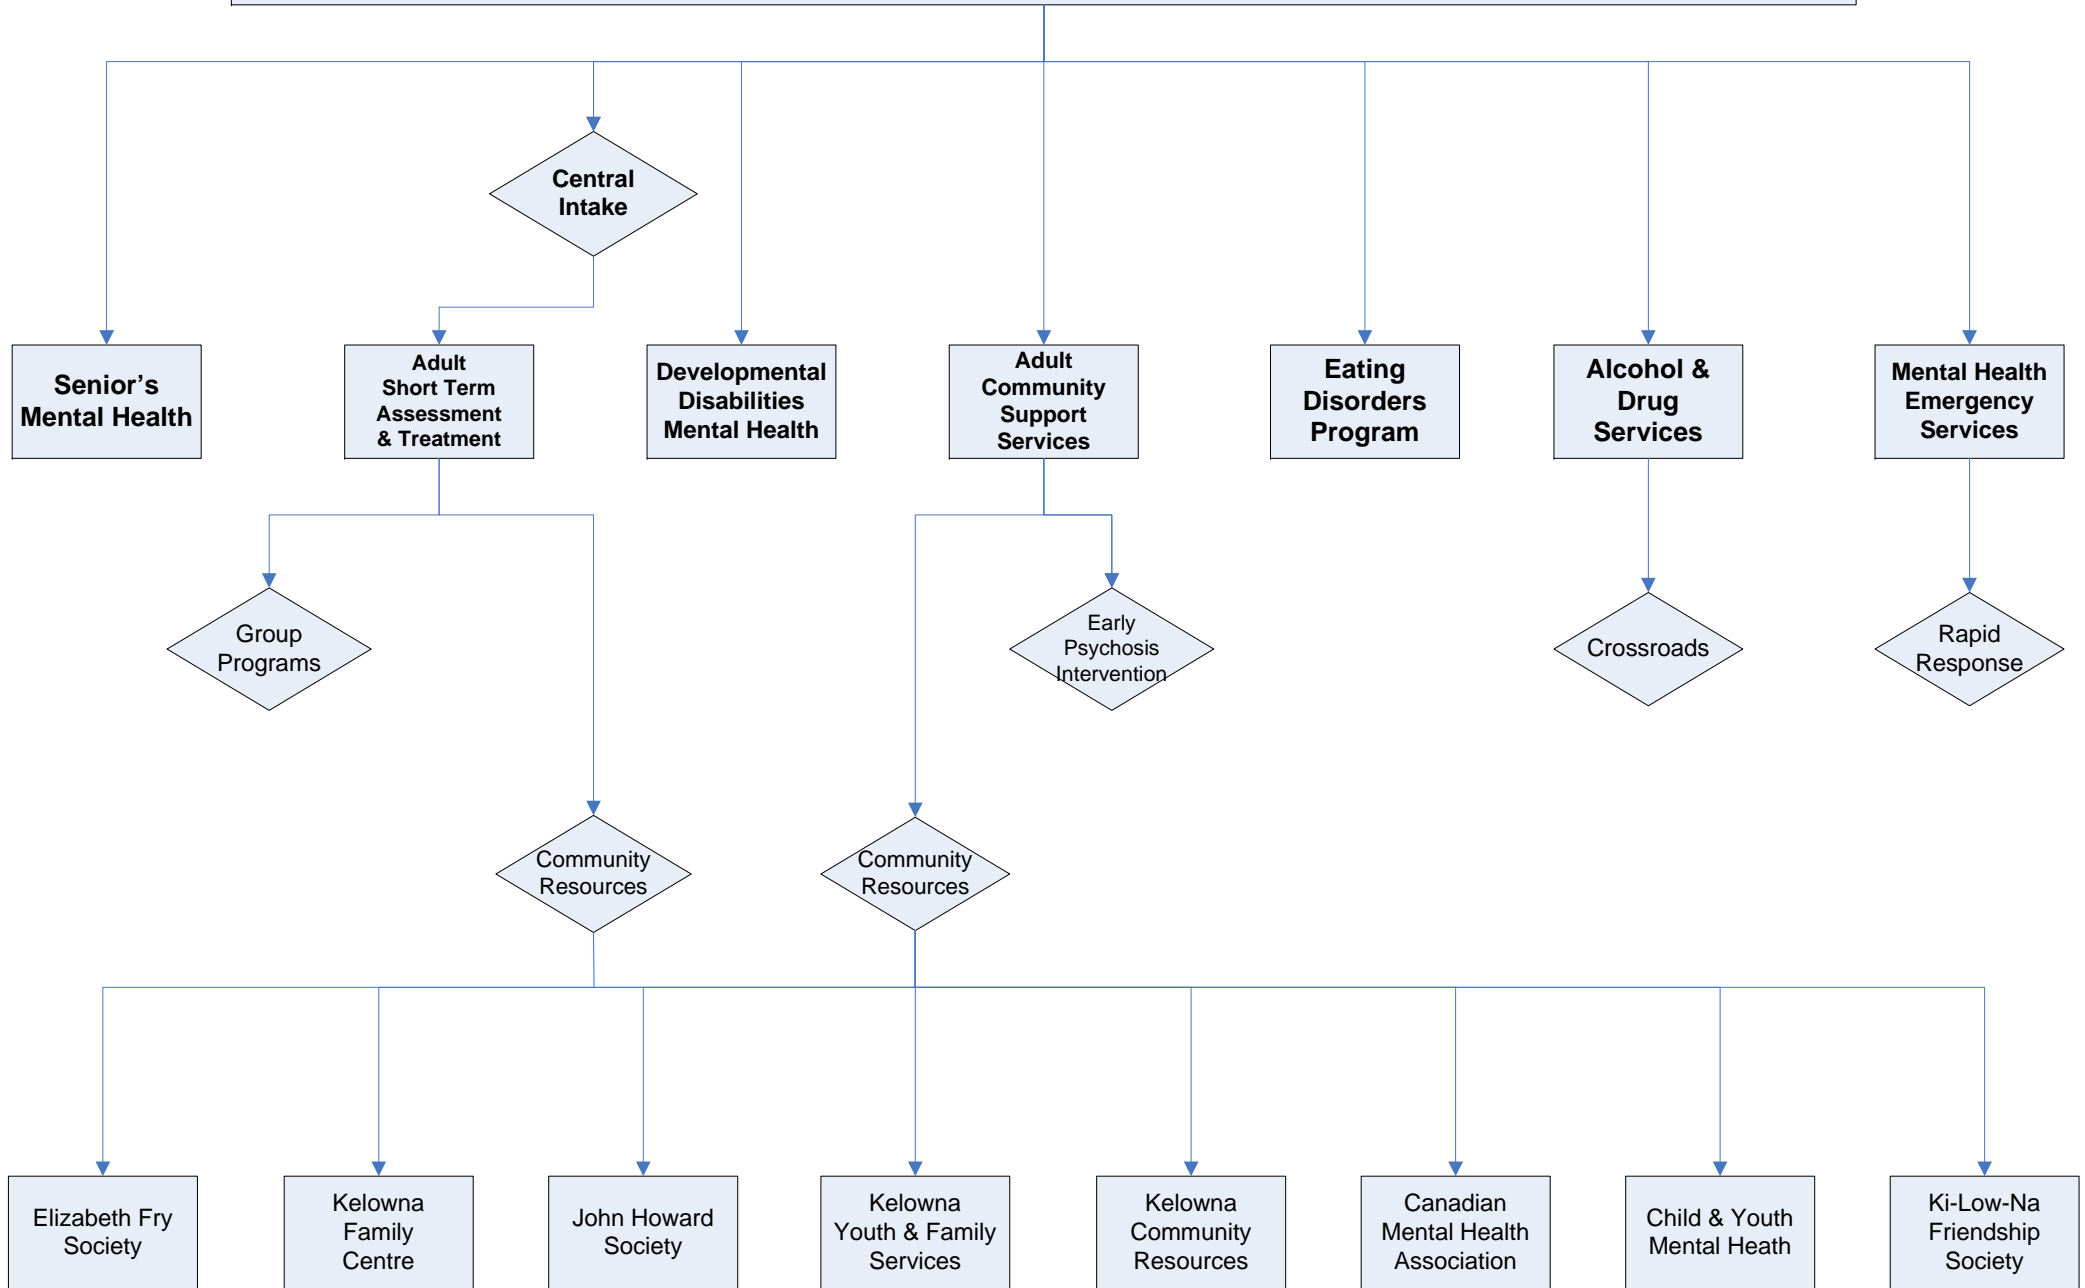 Central
Intake
Senior’s
Mental Health
Adult
Short Term
Assessment
& Treatment
Developmental
Disabilities
Mental Health
Adult
Community
Support
Services
Eating
Disorders
Program
Alcohol &
Drug
Services
Mental Health
Emergency
Services
Group
Programs
Early
Psychosis
Intervention
Crossroads
Rapid
Response
Community
Resources
Community
Resources
Elizabeth Fry
Society
Kelowna
Family
Centre
John Howard
Society
Kelowna
Youth & Family
Services
Kelowna
Community
Resources
Canadian
Mental Health
Association
Child & Youth
Mental Heath
Ki-Low-Na
Friendship
Society